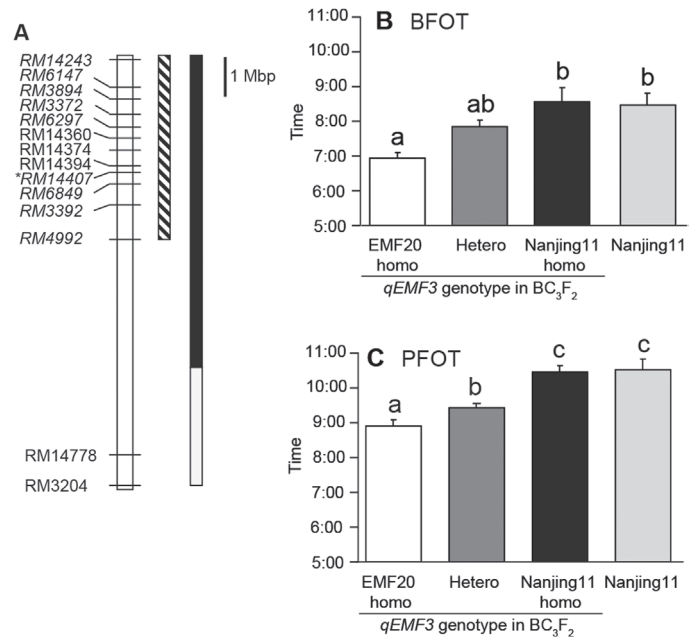 A
RM14243
RM6147
RM3894
RM3372
RM6297
RM14360
RM14374
RM14394
*RM14407
RM6849
RM3392
RM4992
RM14778
RM3204
1 Mbp
B BFOT
11:00
10:00
9:00
8:00
7:00
6:00
5:00
Time
a
ab
b
b
EMF20 homo
Hetero
Nanjing11 homo
Nanjing11
qEMF3 genotype in BC3F2
C PFOT
11:00
10:00
9:00
8:00
7:00
6:00
5:00
Time
a
b
c
c
EMF20 homo
Hetero
Nanjing11 homo
Nanjing11
qEMF3 genotype in BC3F2